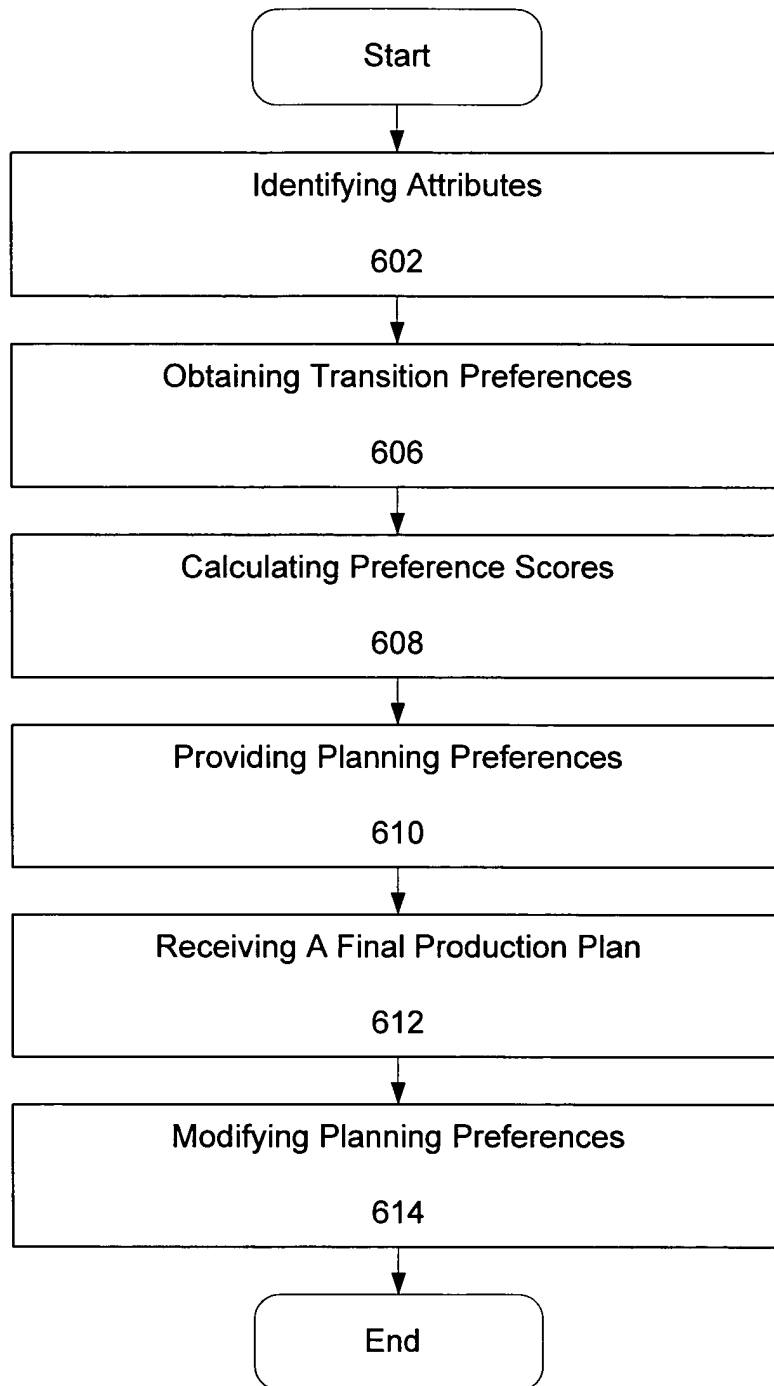 Start
Identifying Attributes
602
Obtaining Transition Preferences
606
Calculating Preference Scores
608
Providing Planning Preferences
610
Receiving A Final Production Plan
612
Modifying Planning Preferences
614
End